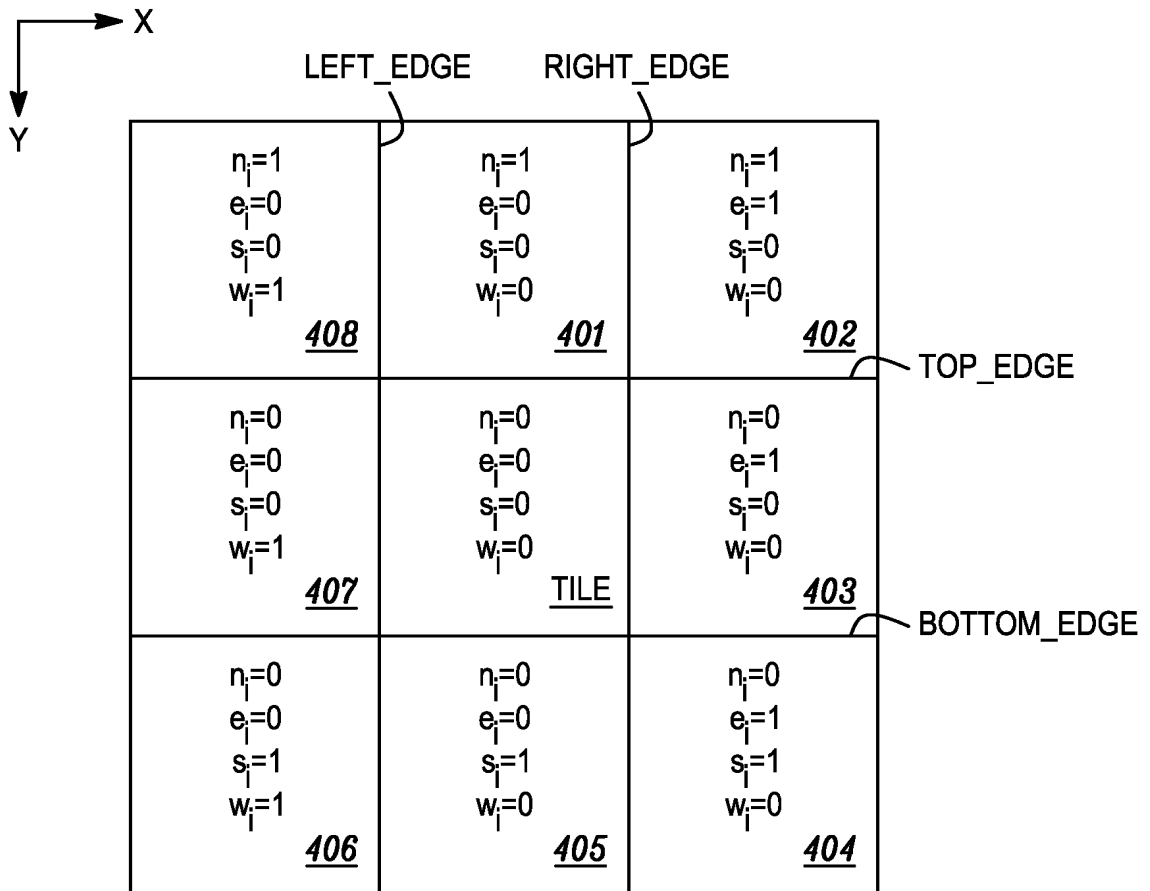 X
Y
LEFT_EDGE
RIGHT_EDGE
n_i=1
e_i=0
s_i=0
w_i=1
408
n_i=1
e_i=0
s_i=0
w_i=0
401
n_i=1
e_i=1
s_i=0
w_i=0
402
TOP_EDGE
n_i=0
e_i=0
s_i=0
w_i=1
407
n_i=0
e_i=0
s_i=0
w_i=0
TILE
n_i=0
e_i=1
s_i=0
w_i=0
403
BOTTOM_EDGE
n_i=0
e_i=0
s_i=1
w_i=1
406
n_i=0
e_i=0
s_i=1
w_i=0
405
n_i=0
e_i=1
s_i=1
w_i=0
404